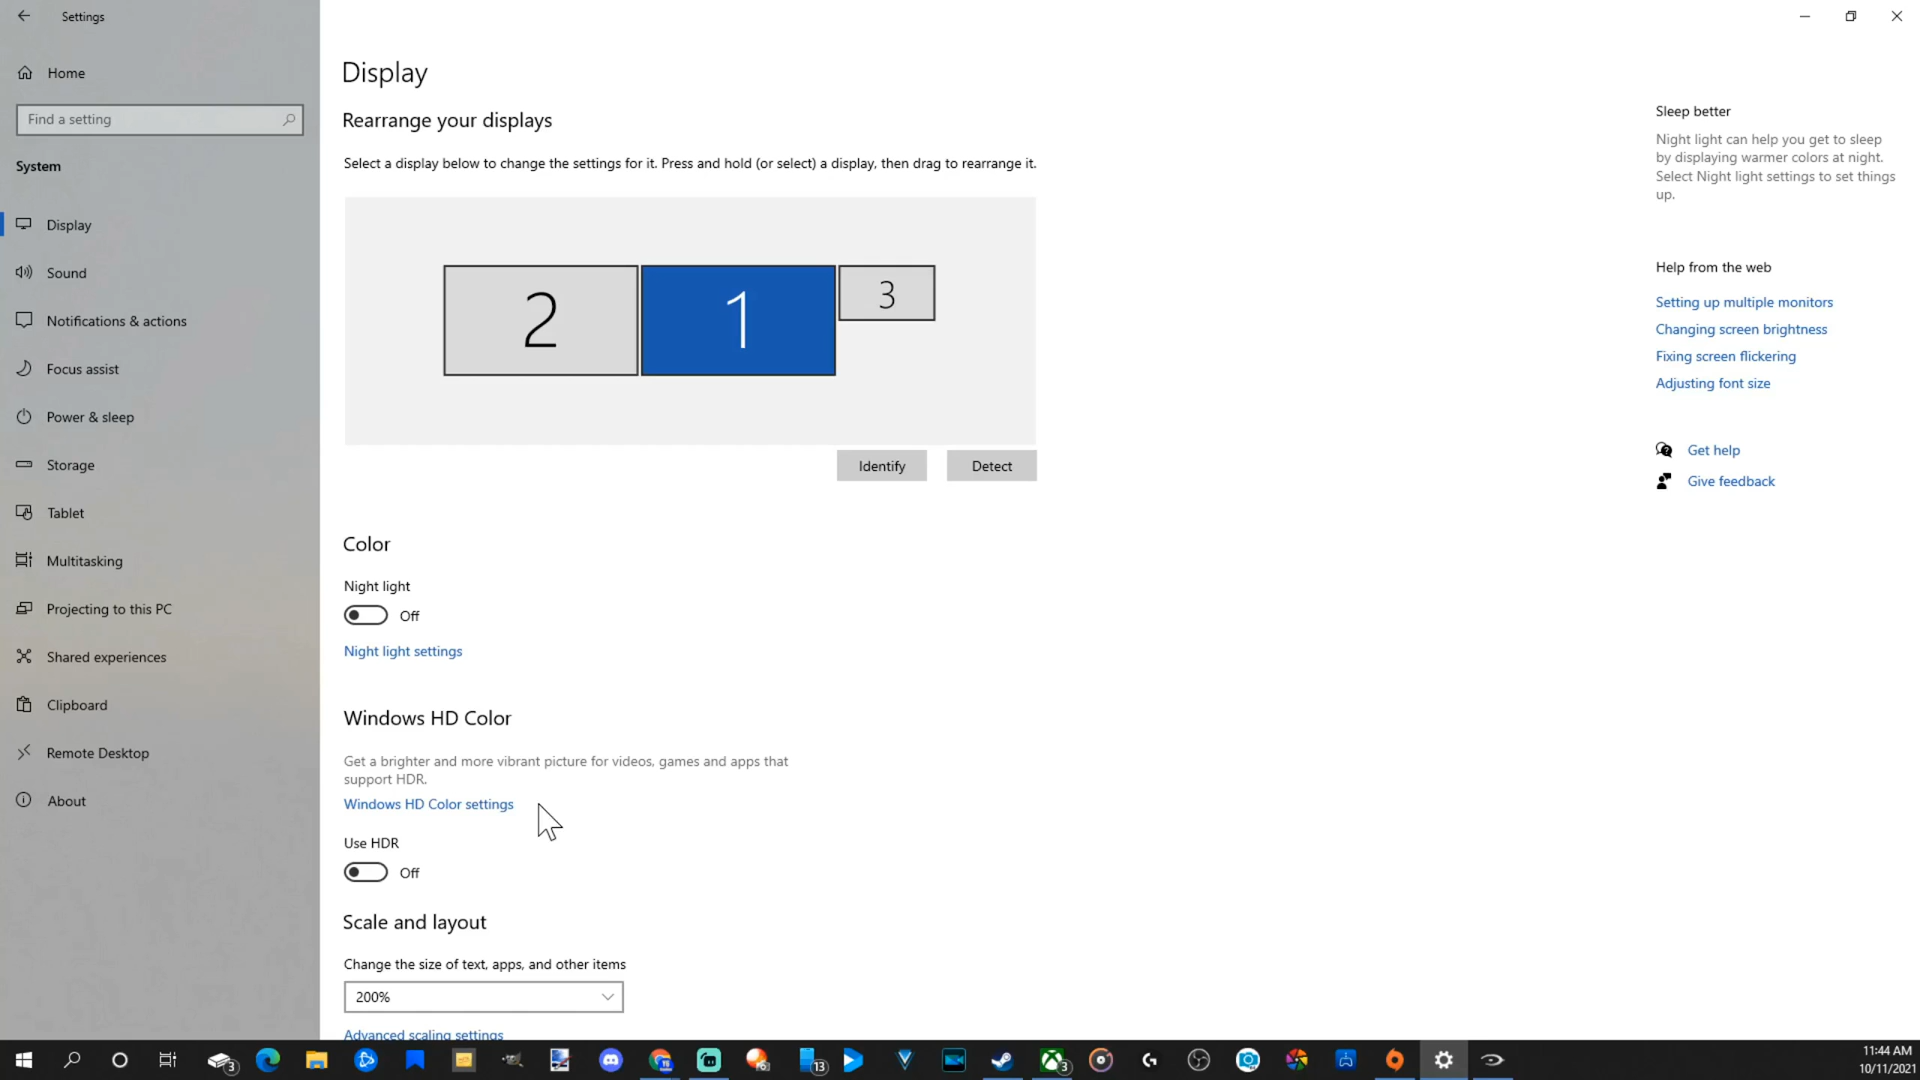 Settings
Home
Find a setting
System
Display
Sound
Notifications & actions
Focus assist
Power & sleep
Storage
Tablet
Multitasking
Projecting to this PC
Shared experiences
Clipboard
Remote Desktop
About
Display
Rearrange your displays
Select a display below to change the settings for it. Press and hold (or select) a display, then drag to rearrange it.
2
1
3
Identify
Detect
Color
Night light
Off
Night light settings
Windows HD Color
Get a brighter and more vibrant picture for videos, games and apps that
support HDR.
Windows HD Color settings
Use HDR
Off
Scale and layout
Change the size of text, apps, and other items
200%
Advanced scaling settings
Sleep better
Night light can help you get to sleep
by displaying warmer colors at night.
Select Night light settings to set things
up.
Help from the web
Setting up multiple monitors
Changing screen brightness
Fixing screen flickering
Adjusting font size
Get help
Give feedback
3
13
3
11:44 AM
10/11/2021